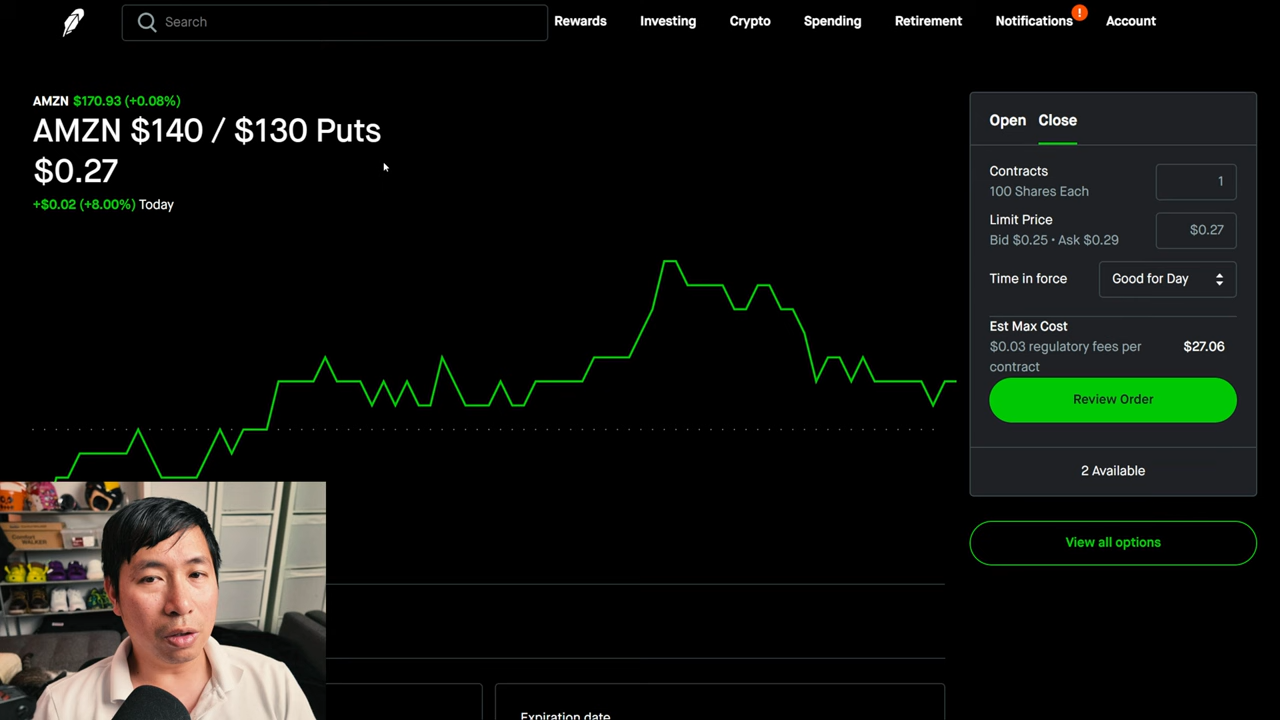 Search
Rewards
Investing
Crypto
Spending
Retirement
Notifications
!
Account
AMZN $170.93 (+0.08%)
AMZN $140 / $130 Puts
$0.27
+$0.02 (+8.00%) Today
Open Close
Contracts
100 Shares Each
1
Limit Price
Bid $0.25 • Ask $0.29
$0.27
Time in force
Good for Day
Est Max Cost
$0.03 regulatory fees per
contract
$27.06
Review Order
2 Available
View all options
Comfort
WALKER
Expiration date